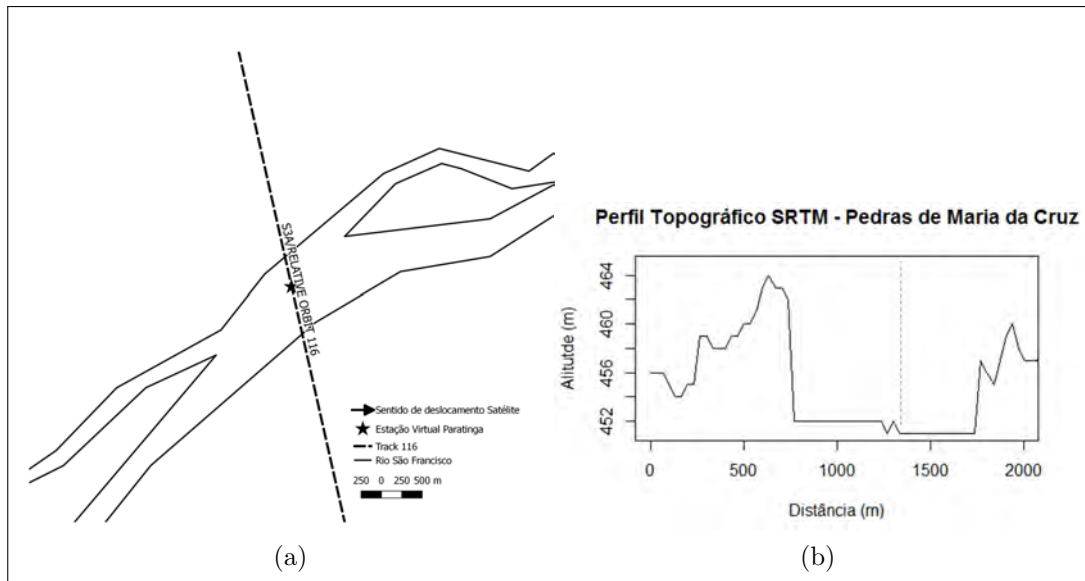 S3A/RELATIVE ORBIT 116
Sentido de deslocamento Satélite
Estação Virtual Paratinga
Track 116
Rio São Francisco
250 0 250 500 m
(a)
Perfil Topográfico SRTM - Pedras de Maria da Cruz
Alitutde (m)
464
460
456
452
0 500 1000 1500 2000
Distância (m)
(b)